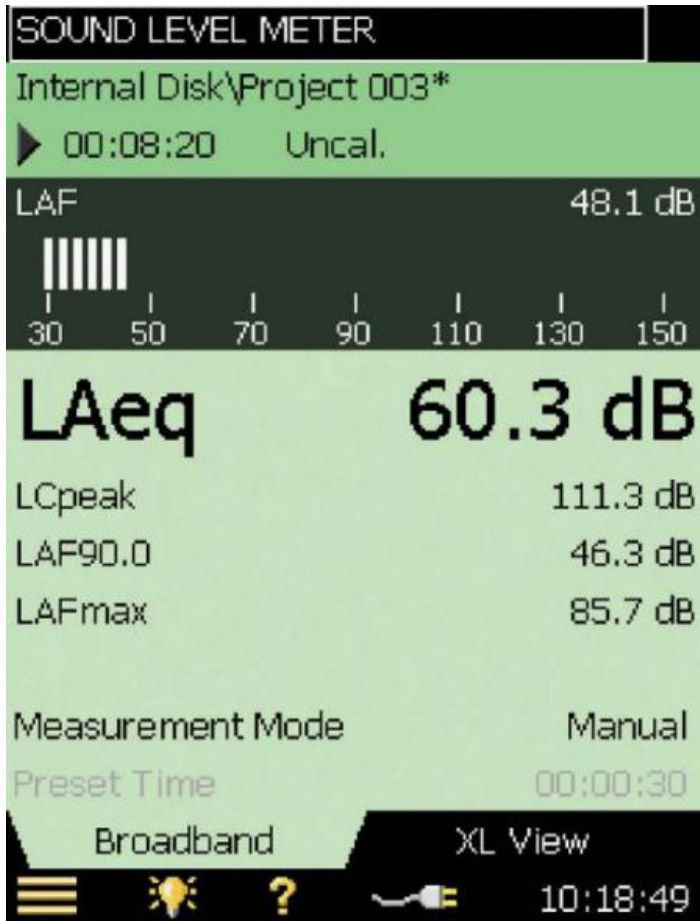 SOUND LEVEL METER
Internal Disk\Project 003*
00:08:20 Uncal.
LAF 48.1 dB
30 50 70 90 110 130 150
LAeq 60.3 dB
LCpeak 111.3 dB
LAF90.0 46.3 dB
LAFmax 85.7 dB
Measurement Mode Manual
Preset Time 00:00:30
Broadband XL View
? 10:18:49